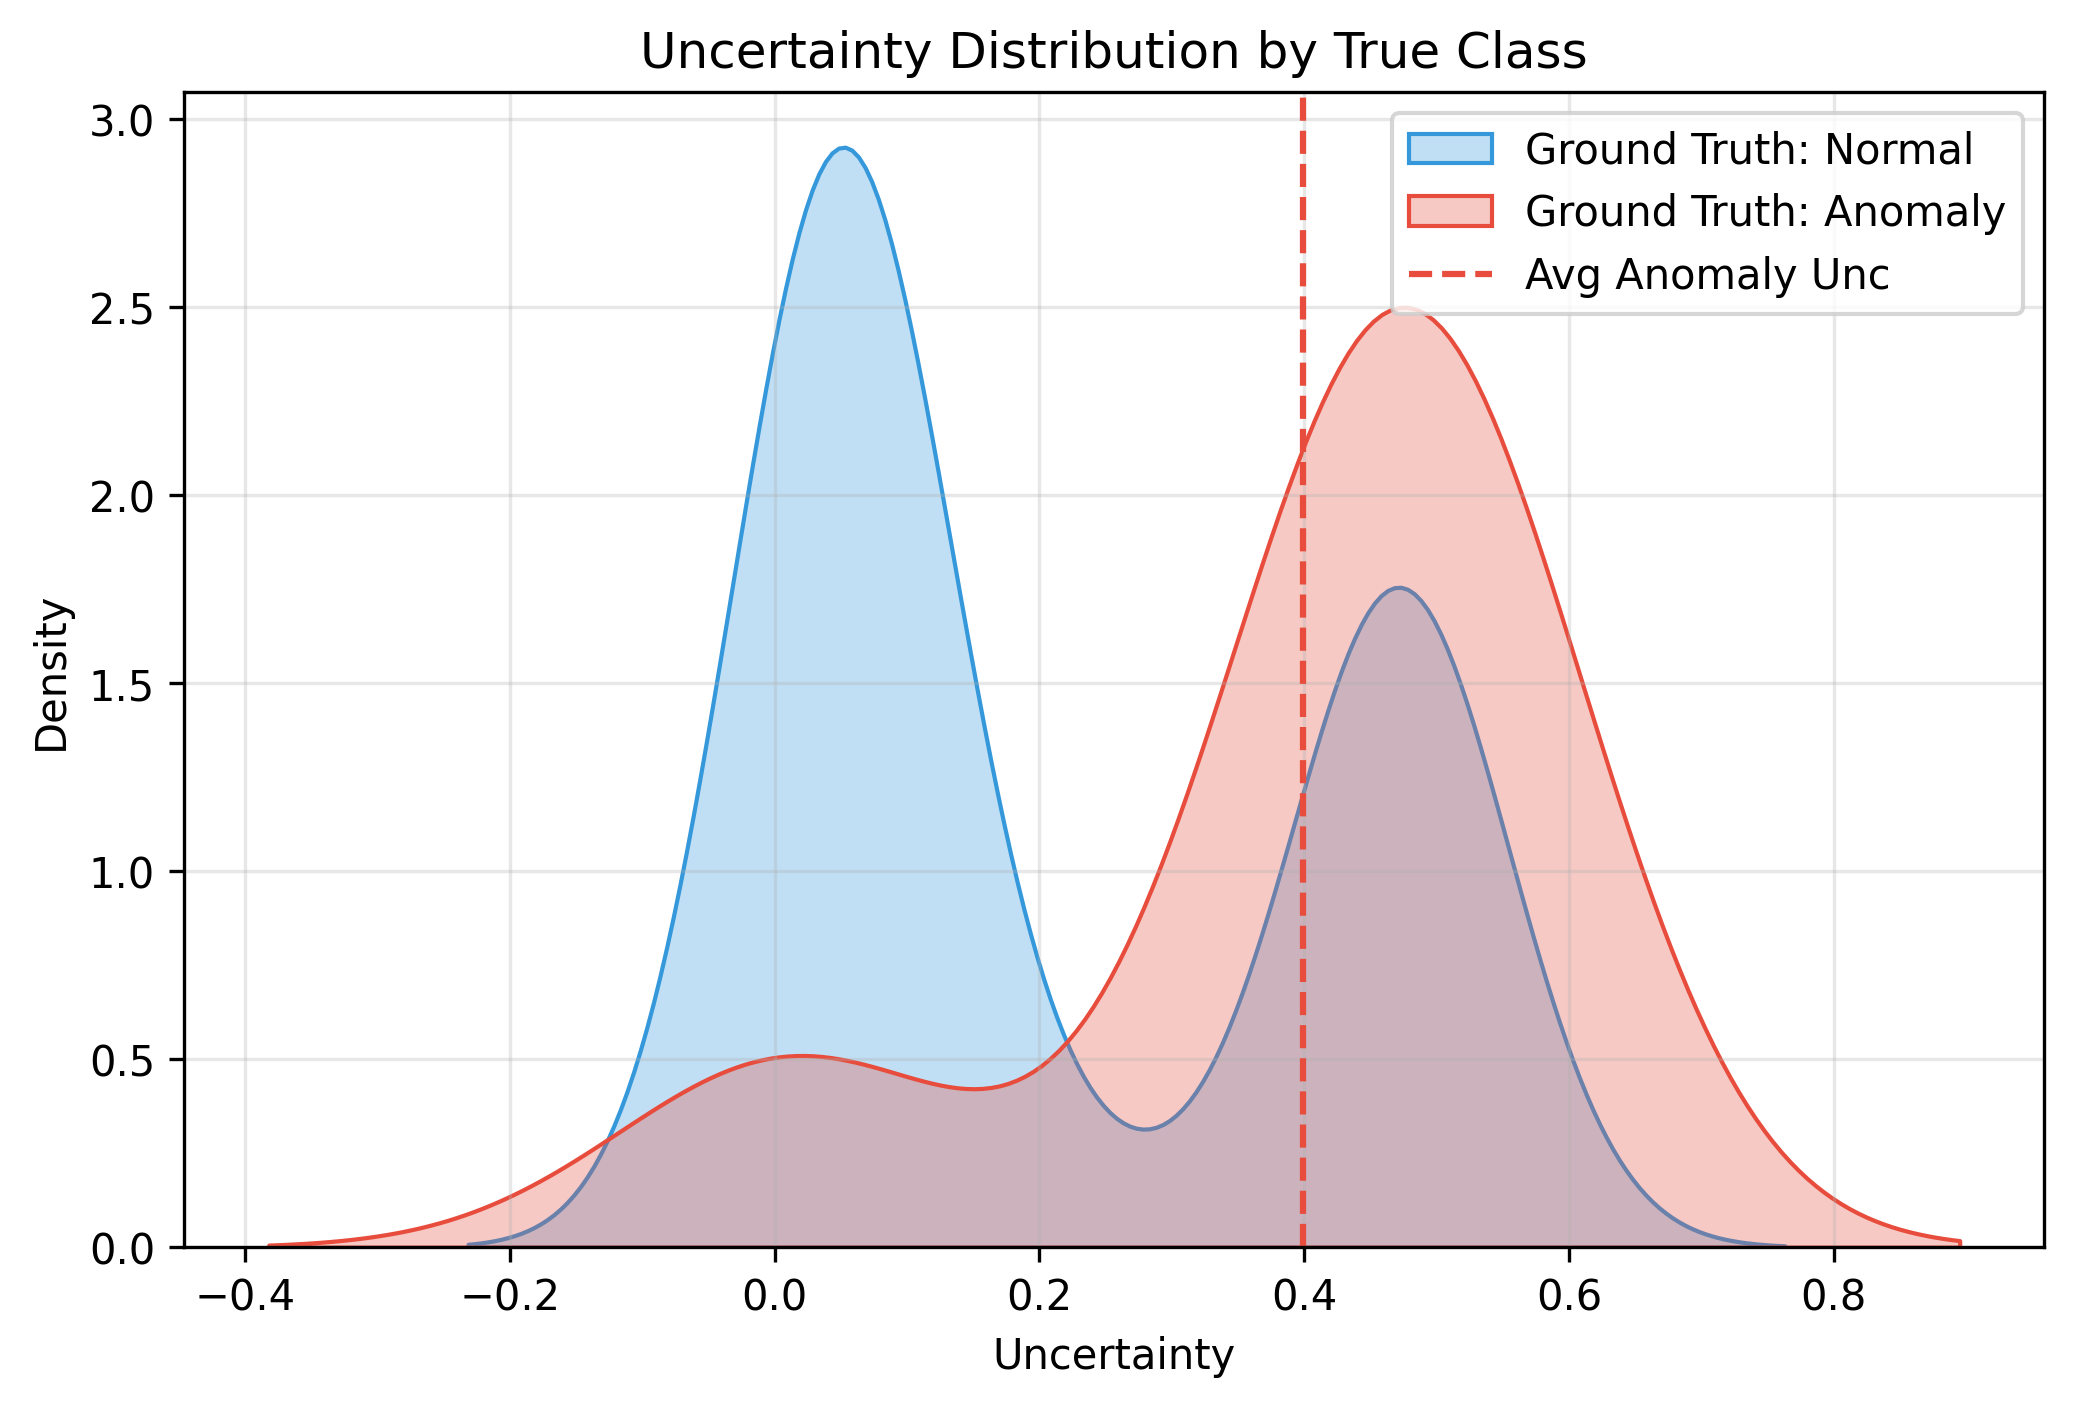 Uncertainty Distribution by True Class
3.0
2.5
2.0
1.5
1.0
0.5
0.0
Density
Ground Truth: Normal
Ground Truth: Anomaly
Avg Anomaly Unc
−0.4 −0.2 0.0 0.2 0.4 0.6 0.8
Uncertainty